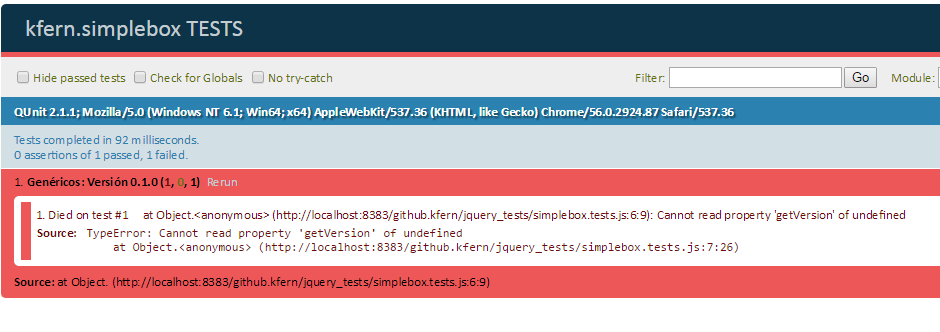 kfern.simplebox TESTS
Hide passed tests Check for Globals No try-catch Filter: Go Module:
QUnit 2.1.1; Mozilla/5.0 (Windows NT 6.1; Win64; x64) AppleWebKit/537.36 (KHTML, like Gecko) Chrome/56.0.2924.87 Safari/537.36
Tests completed in 92 milliseconds.
0 assertions of 1 passed, 1 failed.
1. Genéricos: Versión 0.1.0 (1, 0, 1) Rerun
1. Died on test #1 at Object.<anonymous> (http://localhost:8383/github.kfern/jquery_tests/simplebox.tests.js:6:9): Cannot read property 'getVersion' of undefined
Source: TypeError: Cannot read property 'getVersion' of undefined
at Object.<anonymous> (http://localhost:8383/github.kfern/jquery_tests/simplebox.tests.js:7:26)
Source: at Object. (http://localhost:8383/github.kfern/jquery_tests/simplebox.tests.js:6:9)